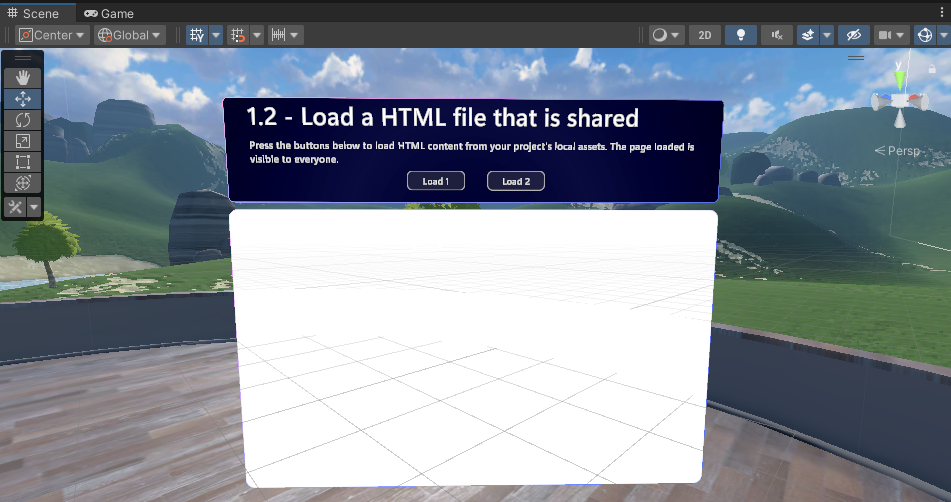 Scene
Game
Center
Global
2D
1.2 - Load a HTML file that is shared
Press the buttons below to load HTML content from your project's local assets. The page loaded is
visible to everyone.
Load 1
Load 2
y
Persp